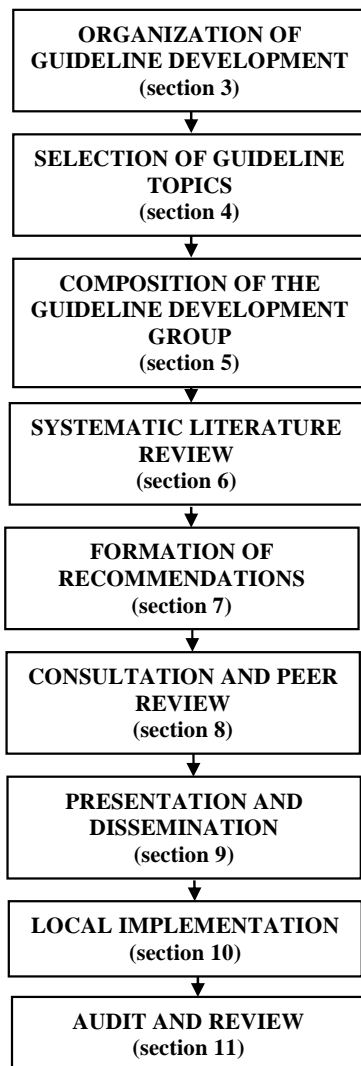 ORGANIZATION OF
GUIDELINE DEVELOPMENT
(section 3)
SELECTION OF GUIDELINE
TOPICS
(section 4)
COMPOSITION OF THE
GUIDELINE DEVELOPMENT
GROUP
(section 5)
SYSTEMATIC LITERATURE
REVIEW
(section 6)
FORMATION OF
RECOMMENDATIONS
(section 7)
CONSULTATION AND PEER
REVIEW
(section 8)
PRESENTATION AND
DISSEMINATION
(section 9)
LOCAL IMPLEMENTATION
(section 10)
AUDIT AND REVIEW
(section 11)